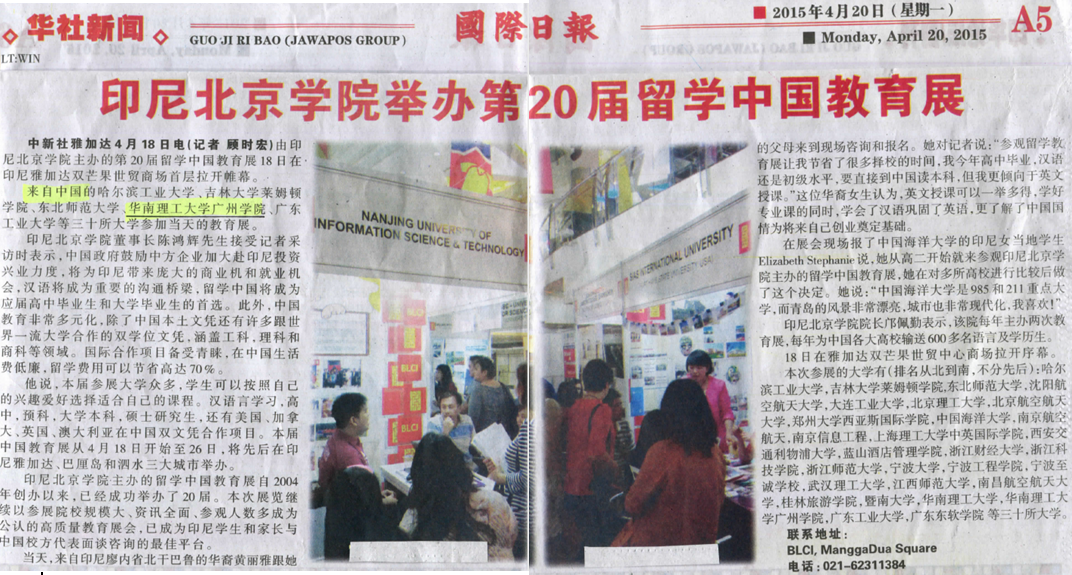 华社新闻
GUO JI RI BAO (JAWAPOS GROUP)
國際日報
2015年4月20日(星期一)
Monday, April 20, 2015
A5
LT:WIN
印尼北京学院举办第20届留学中国教育展
中新社雅加达4月18日电(记者 顾时宏)由印
尼北京学院主办的第20届留学中国教育展18日在
印尼雅加达双芒果世贸商场首层拉开帷幕。
来自中国的哈尔滨工业大学、吉林大学莱姆顿
学院、东北师范大学、华南理工大学广州学院、广东
工业大学等三十所大学参加当天的教育展。
印尼北京学院董事长陈鸿辉先生接受记者采
访时表示，中国政府鼓励中方企业加大赴印尼投资
兴业力度，将为印尼带来庞大的商业机和就业机
会，汉语将成为重要的沟通桥梁，留学中国将成为
应届高中毕业生和大学毕业生的首选。此外，中国
教育非常多元化，除了中国本土文凭还有许多跟世
界一流大学合作的双学位文凭，涵盖工科，理科和
商科等领域。国际合作项目备受青睐，在中国生活
费低廉，留学费用可以节省高达70%。
他说，本届参展大学众多，学生可以按照自己
的兴趣爱好选择适合自己的课程。汉语言学习，高
中，预科，大学本科，硕士研究生，还有美国、加拿
大、英国、澳大利亚在中国双文凭合作项目。本届
中国教育展从4月18日开始至26日，将先后在印
尼雅加达、巴厘岛和泗水三大城市举办。
印尼北京学院留学中国教育展自2004
年创办以来，已经成功举办了20届。本次展览继
续以参展院校规模大、资讯全面、参观人数多成为
公认的高质量教育展会，已成为印尼学生和家长与
中国校方代表面谈咨询的最佳平台。
当天，来自印尼廖内省北干巴鲁的华裔黄丽雅跟她
NANJING UNIVERSITY OF
INFORMATION SCIENCE & TECHNOLOGY
SIAS INTERNATIONAL UNIVERSITY
BLCI
BLCI
的父母来到现场咨询和报名。她对记者说:“参观留学教
育展让我节省了很多择校的时间，我今年高中毕业，汉语
还是初级水平，要直接到中国读本科，但我更倾向于英文
授课。”这位华裔女生认为，英文授课可以一举多得，学好
专业课的同时，学会了汉语巩固了英语，更了解了中国国
情为将来自己创业奠定基础。
在展会现场报了中国海洋大学的印尼女当地学生
Elizabeth Stephanie说，她从高二开始就来参观印尼北京学
院主办的留学中国教育展，她在对多所高校进行比较后做
了这个决定。她说:“中国海洋大学是985和211重点大
学，而青岛的风景非常漂亮，城市也非常现代化，我喜欢!”
印尼北京学院院长邝佩勤表示，该院每年主办两次教
育展，每年为中国各大高校输送600多名语言及学历生。
18日在雅加达双芒果世贸中心商场拉开序幕。
本次参展的大学有(排名从北到南，不分先后):哈尔
滨工业大学，吉林大学莱姆顿学院，东北师范大学，沈阳航
空航天大学，大连工业大学，北京理工大学，北京航空航天
大学，郑州大学西亚斯国际学院，中国海洋大学，南京航空
航天，南京信息工程，上海理工大学中英国际学院，西安交
通利物浦大学，蓝山酒店管理学院，浙江财经大学，浙江科
技学院，浙江师范大学，宁波大学，宁波工程学院，宁波至
诚学校，武汉理工大学，江西师范大学，南昌航空航天大
学，桂林旅游学院，暨南大学，华南理工大学，华南理工大
学广州学院，广东工业大学，广东东软学院 等三十所大学。
联系地址:
BLCI, ManggaDua Square
电话:021-62311384